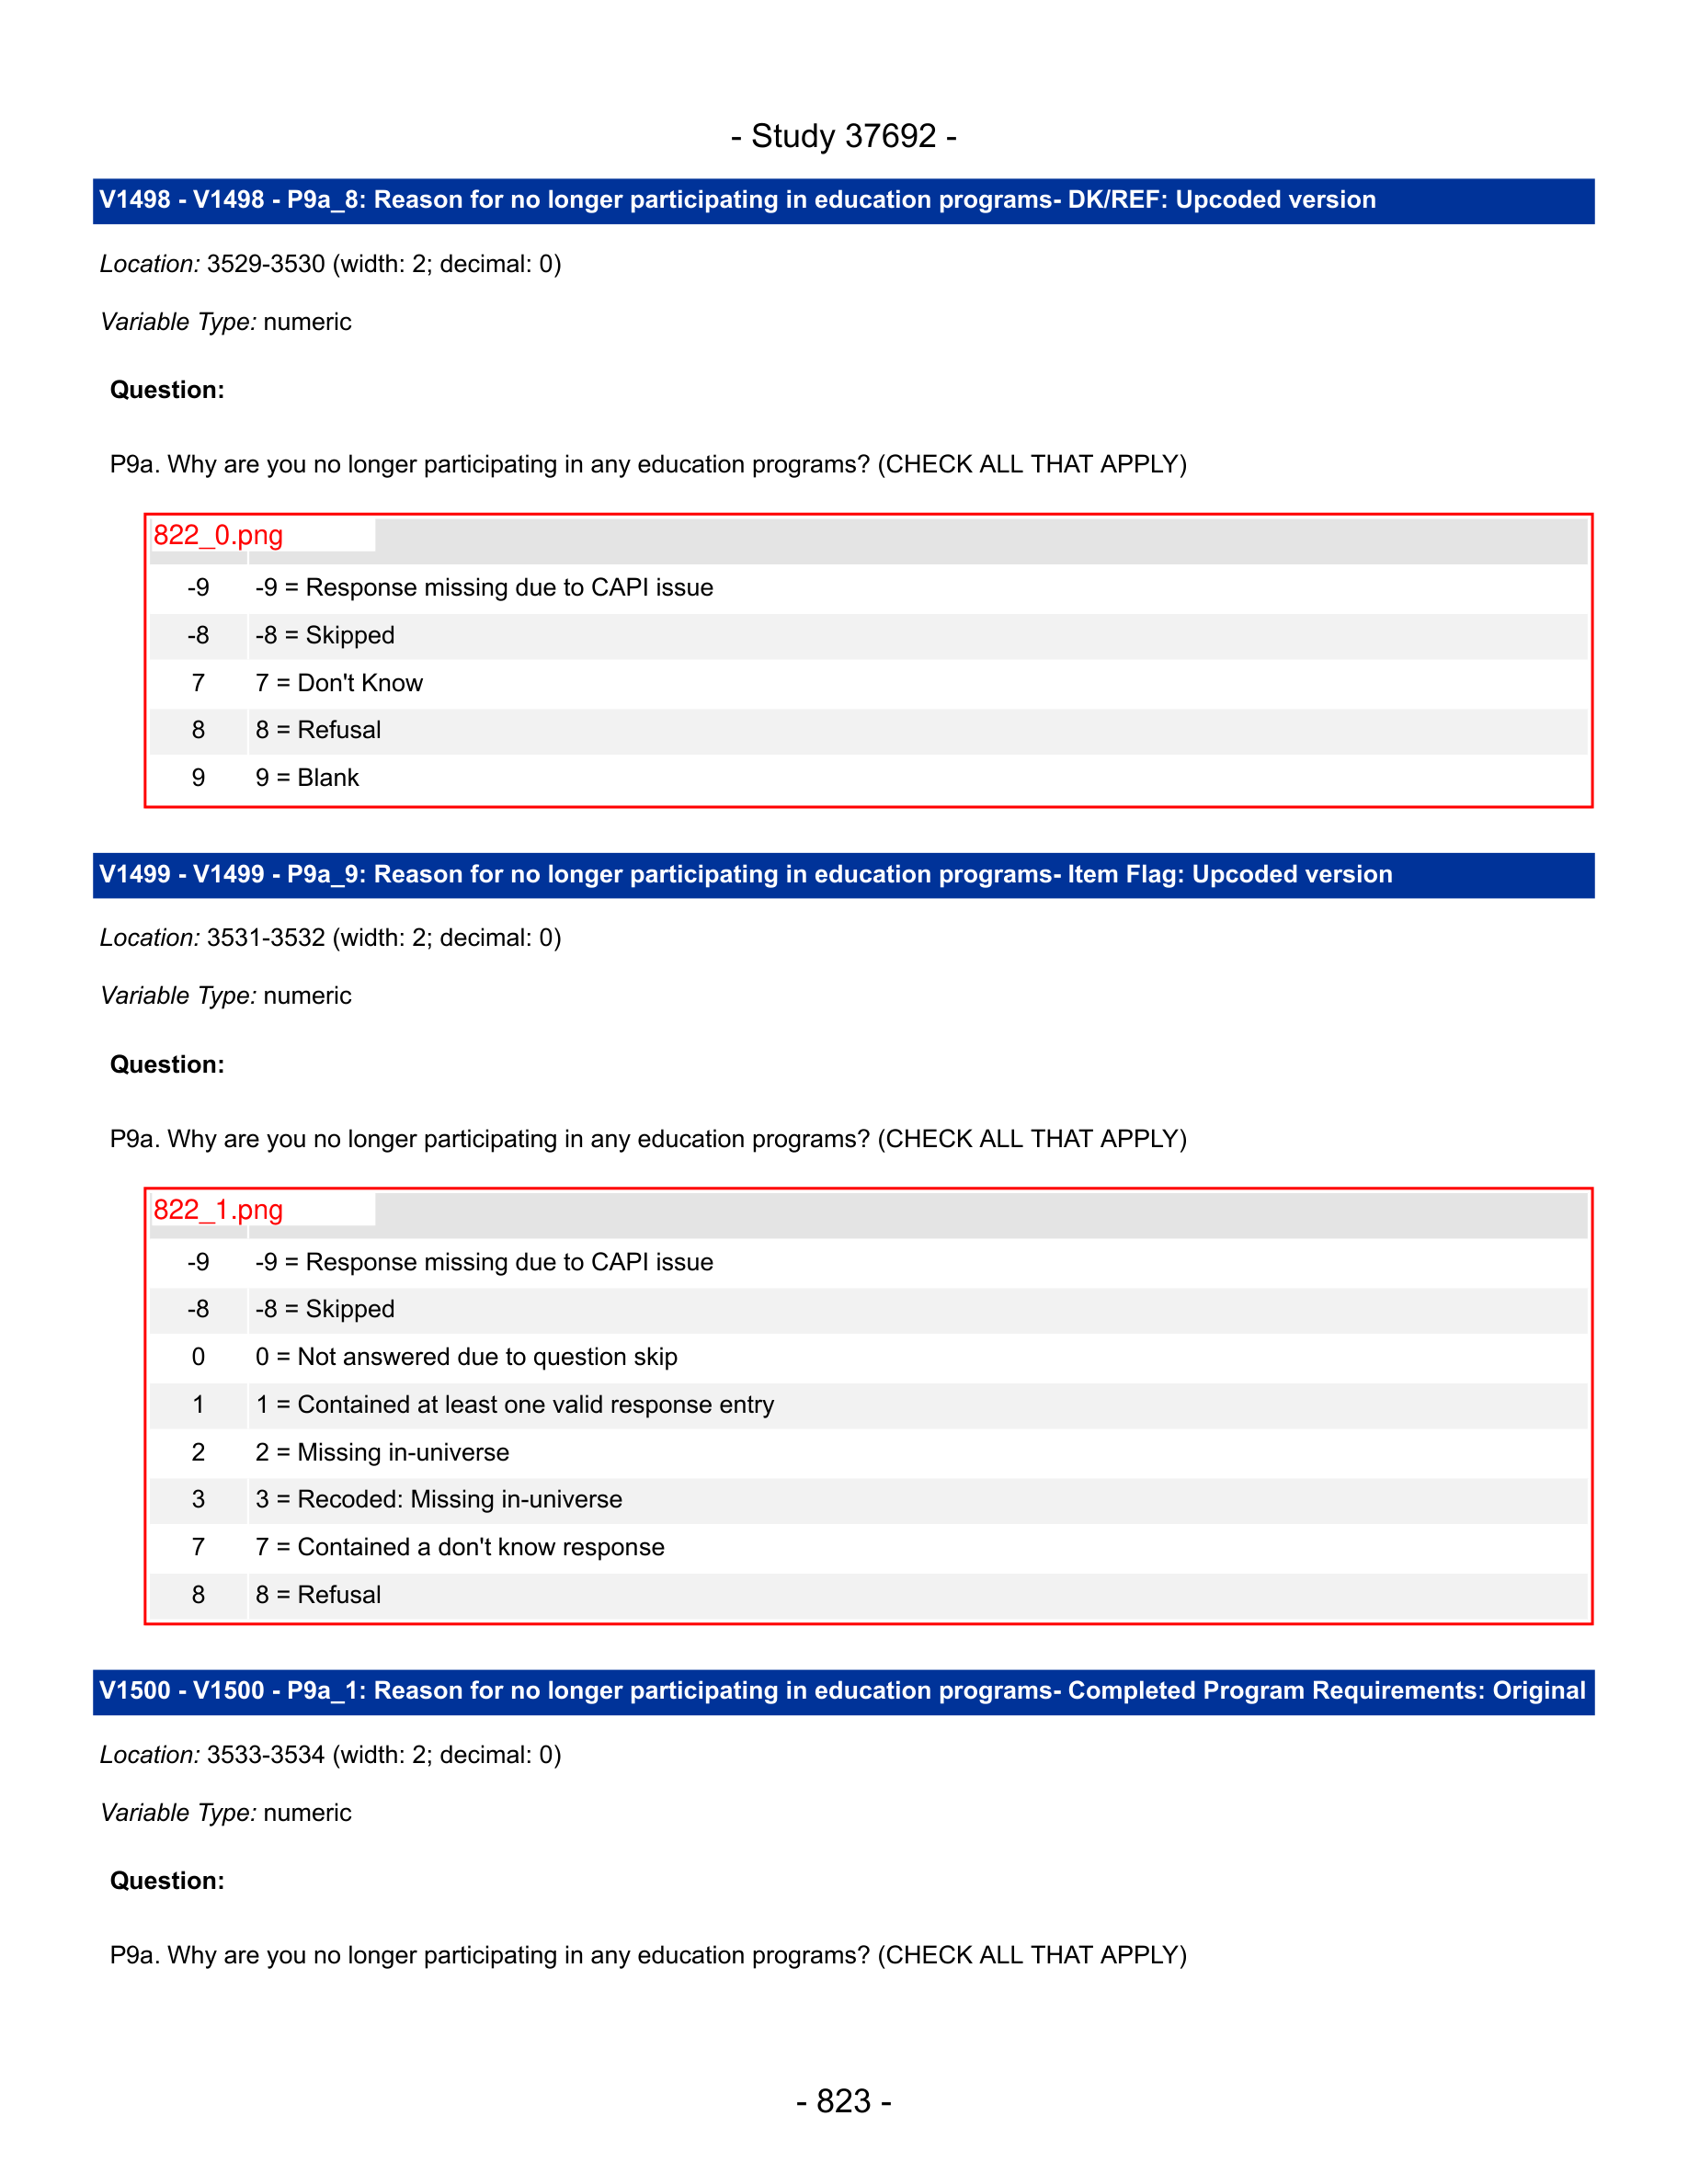 - Study 37692 -
V1498 - V1498 - P9a_8: Reason for no longer participating in education programs- DK/REF: Upcoded version
Location: 3529-3530 (width: 2; decimal: 0)
Variable Type: numeric
Question:
P9a. Why are you no longer participating in any education programs? (CHECK ALL THAT APPLY)
822_0.png
-9 -9 = Response missing due to CAPI issue
-8 -8 = Skipped
7 7 = Don't Know
8 8 = Refusal
9 9 = Blank
V1499 - V1499 - P9a_9: Reason for no longer participating in education programs- Item Flag: Upcoded version
Location: 3531-3532 (width: 2; decimal: 0)
Variable Type: numeric
Question:
P9a. Why are you no longer participating in any education programs? (CHECK ALL THAT APPLY)
822_1.png
-9 -9 = Response missing due to CAPI issue
-8 -8 = Skipped
0 0 = Not answered due to question skip
1 1 = Contained at least one valid response entry
2 2 = Missing in-universe
3 3 = Recoded: Missing in-universe
7 7 = Contained a don't know response
8 8 = Refusal
V1500 - V1500 - P9a_1: Reason for no longer participating in education programs- Completed Program Requirements: Original
Location: 3533-3534 (width: 2; decimal: 0)
Variable Type: numeric
Question:
P9a. Why are you no longer participating in any education programs? (CHECK ALL THAT APPLY)
- 823 -